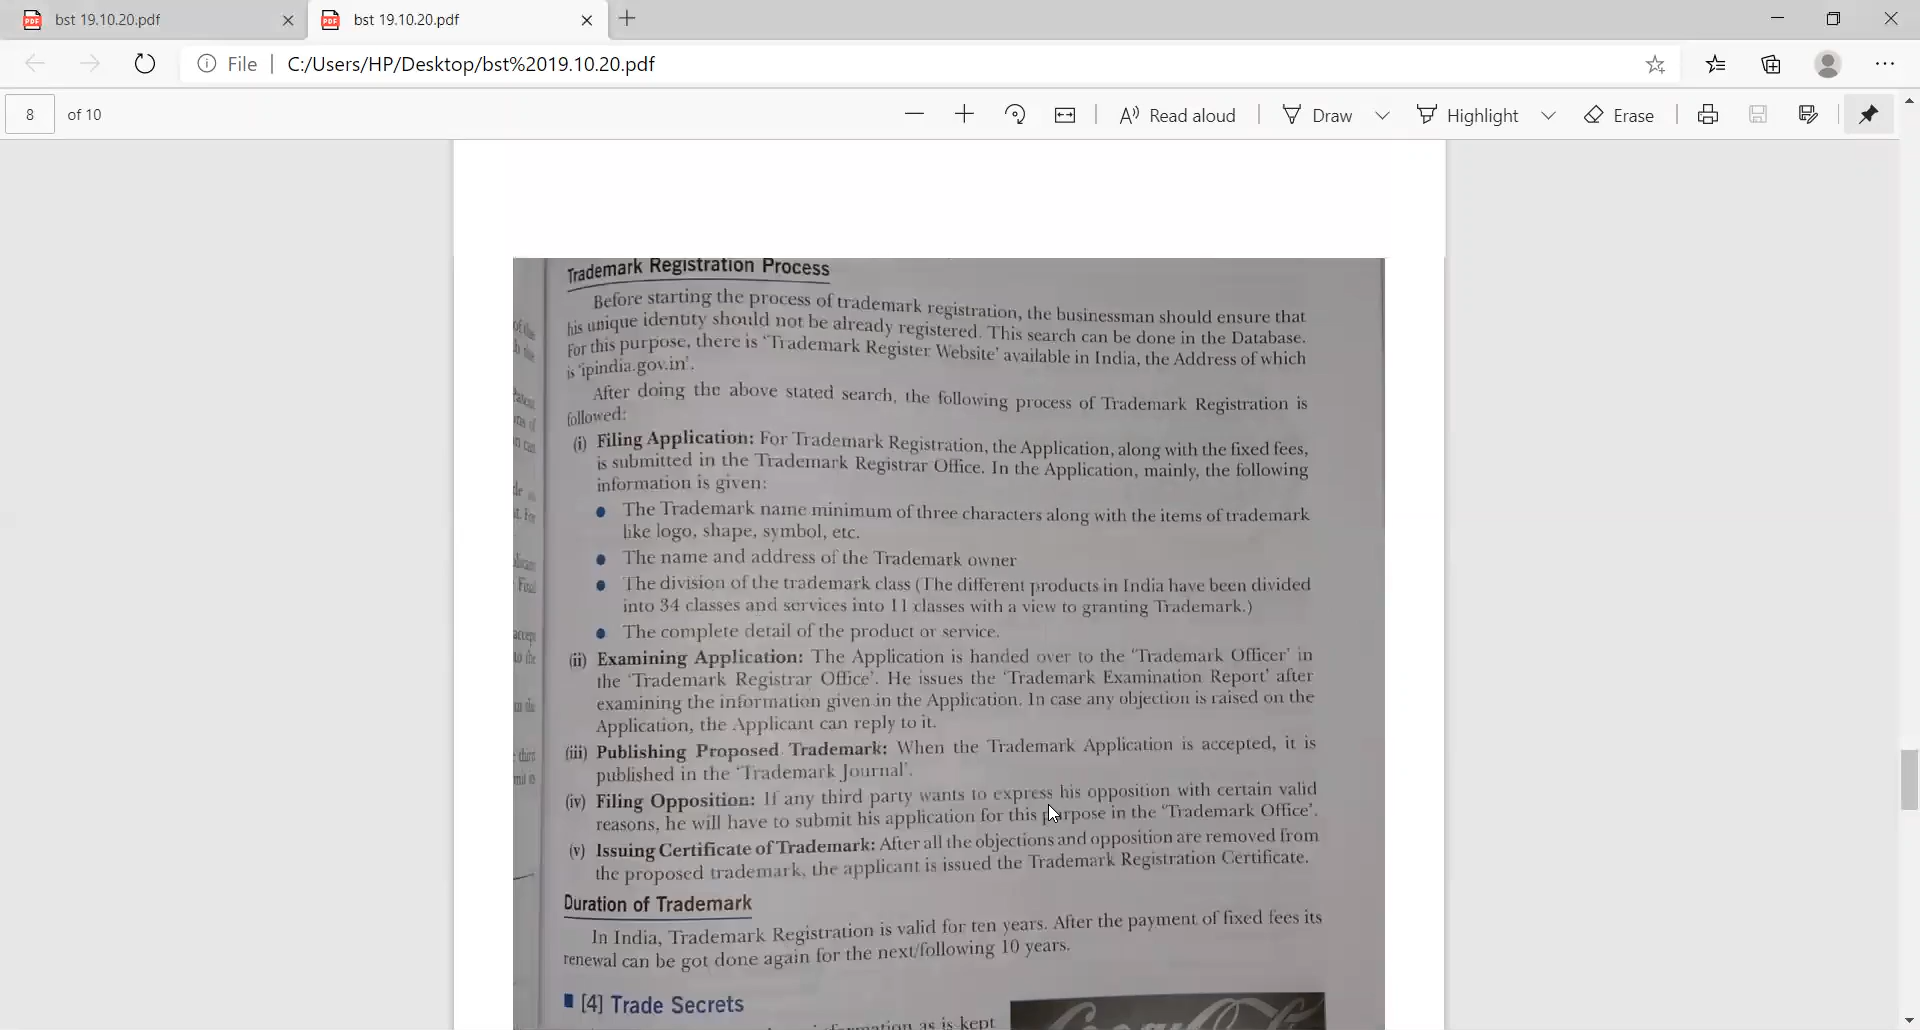 bst 19.10.20.pdf
bst 19.10.20.pdf
File
C:/Users/HP/Desktop/bst%2019.10.20.pdf
8 of 10
Read aloud
Draw
Highlight
Erase
Trademark Registration Process
Before starting the process of trademark registration, the businessman should ensure that
his unique identity should not be already registered. This search can be done in the Database.
For this purpose, there is 'Trademark Register Website' available in India, the Address of which
is 'ipindia.gov.in'.
After doing the above stated search, the following process of Trademark Registration is
followed:
(i) Filing Application: For Trademark Registration, the Application, along with the fixed fees,
is submitted in the Trademark Registrar Office. In the Application, mainly, the following
information is given:
● The Trademark name minimum of three characters along with the items of trademark
like logo, shape, symbol, etc.
● The name and address of the Trademark owner
● The division of the trademark class (The different products in India have been divided
into 34 classes and services into 11 classes with a view to granting Trademark.)
● The complete detail of the product or service.
(ii) Examining Application: The Application is handed over to the 'Trademark Officer' in
the 'Trademark Registrar Office'. He issues the 'Trademark Examination Report' after
examining the information given in the Application. In case any objection is raised on the
Application, the Applicant can reply to it.
(iii) Publishing Proposed Trademark: When the Trademark Application is accepted, it is
published in the 'Trademark Journal'.
(iv) Filing Opposition: If any third party wants to express his opposition with certain valid
reasons, he will have to submit his application for this purpose in the 'Trademark Office'.
(v) Issuing Certificate of Trademark: After all the objections and opposition are removed from
the proposed trademark, the applicant is issued the Trademark Registration Certificate.
Duration of Trademark
In India, Trademark Registration is valid for ten years. After the payment of fixed fees its
renewal can be got done again for the next/following 10 years.
[4] Trade Secrets
as is kept